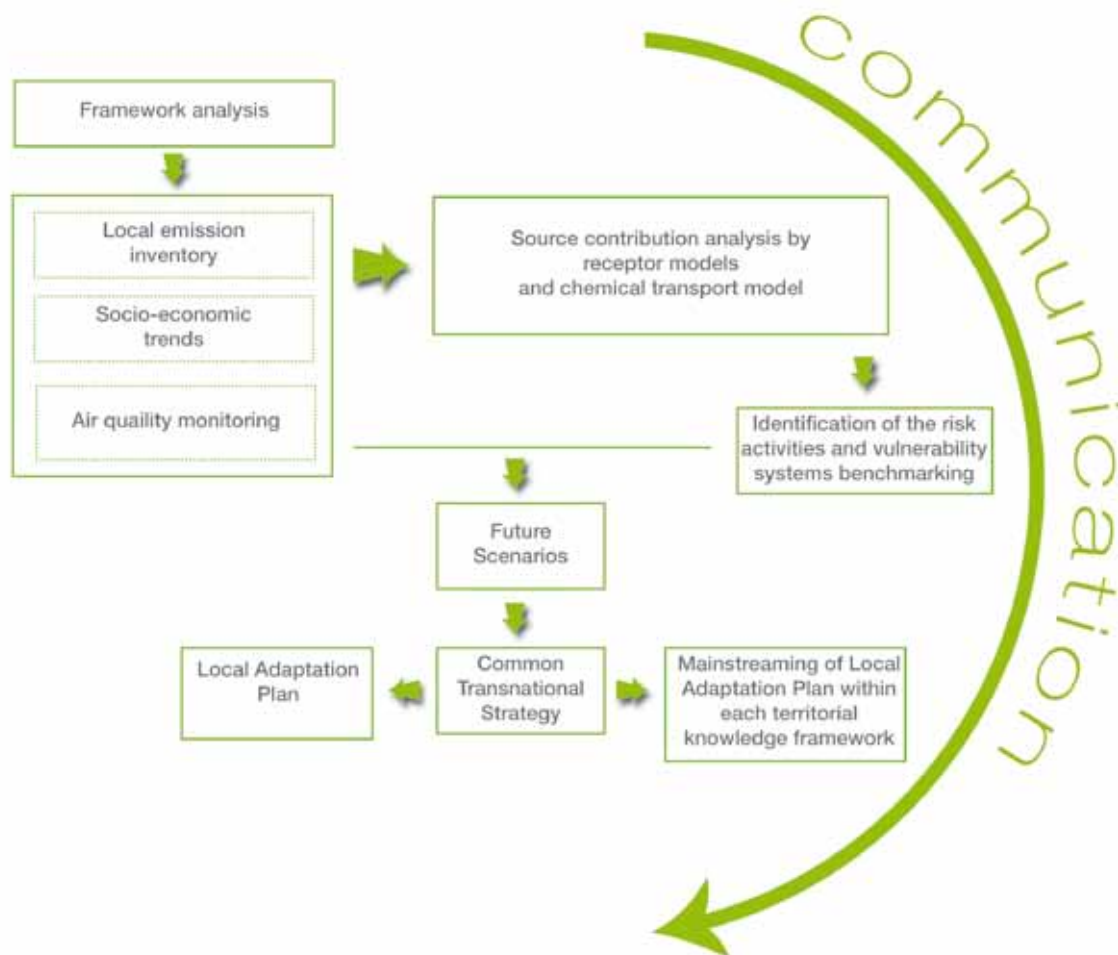 Framework analysis
Local emission
inventory
Socio-economic
trends
Air quaility monitoring
Source contribution analysis by
receptor models
and chemical transport model
Identification of the risk
activities and vulnerability
systems benchmarking
Future
Scenarios
Local Adaptation
Plan
Common
Transnational
Strategy
Mainstreaming of Local
Adaptation Plan within
each territorial
knowledge framework
communication